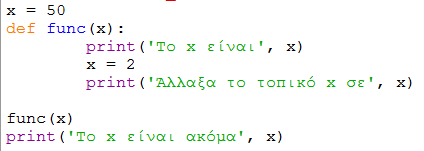 x = 50
def func(x):
        print('Το x είναι', x)
        x = 2
        print('Άλλαξα το τοπικό x σε', x)

func(x)
print('Το x είναι ακόμα', x)